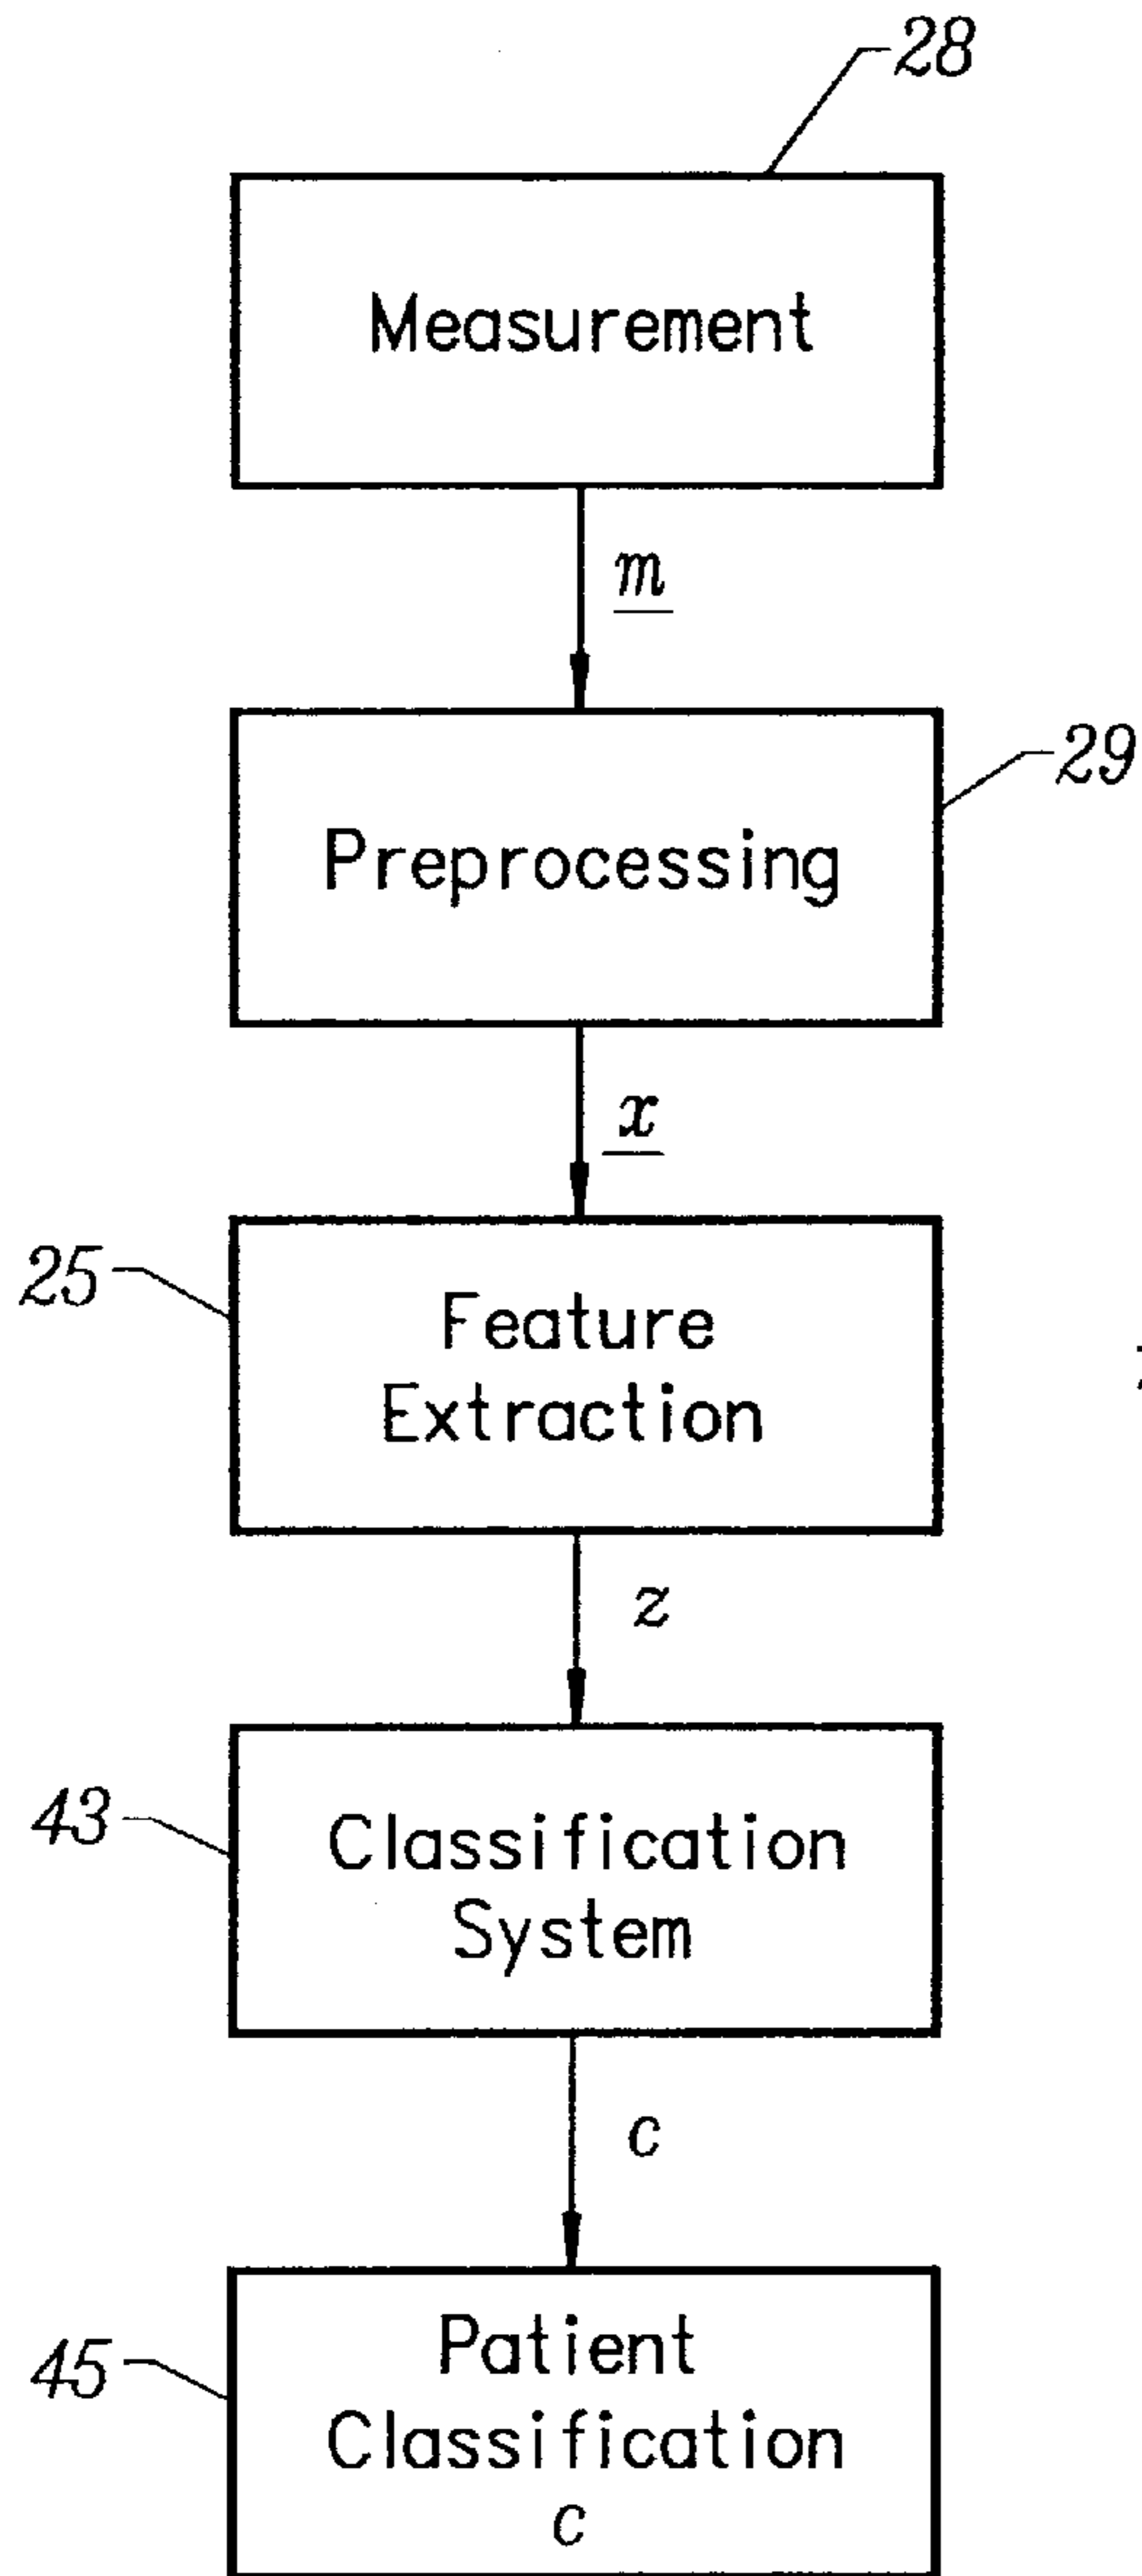 28
Measurement
m
29
Preprocessing
x
25
Feature
Extraction
z
43
Classification
System
c
45
Patient
Classification
c